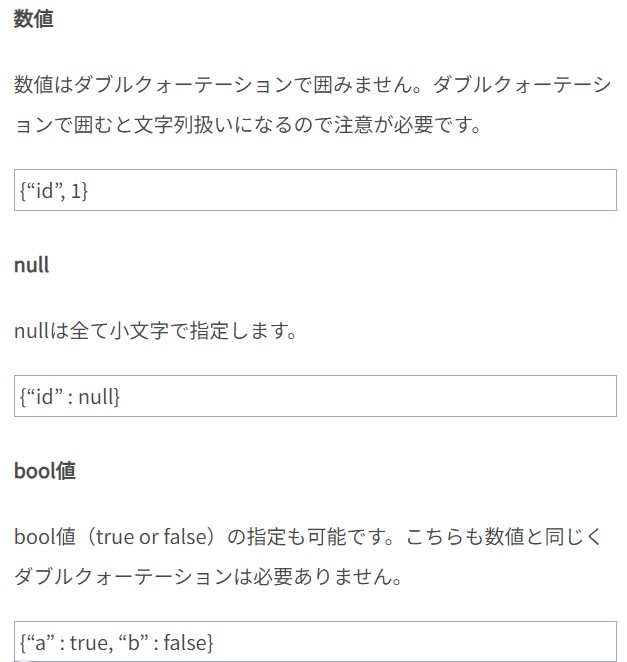 数値
数値はダブルクォーテーションで囲みません。ダブルクォーテーシ
ョンで囲むと文字列扱いになるので注意が必要です。
{“id”, 1}
null
nullは全て小文字で指定します。
{“id” : null}
bool値
bool値（true or false）の指定も可能です。こちらも数値と同じく
ダブルクォーテーションは必要ありません。
{“a” : true, “b” : false}